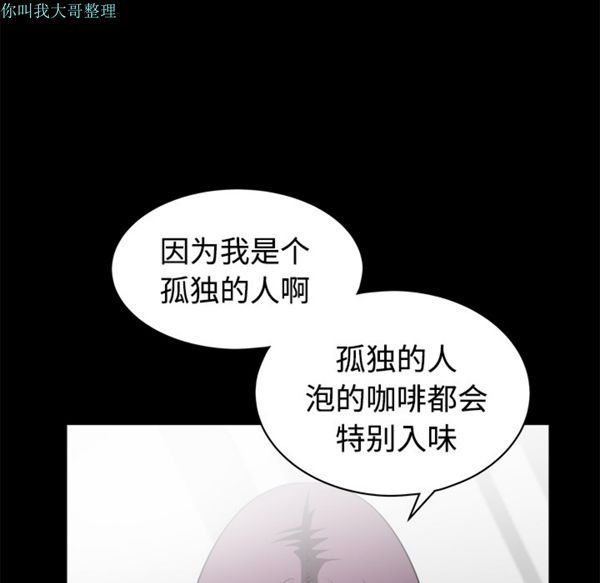 你叫我大哥整理
因为我是个
孤独的人啊
孤独的人
泡的咖啡都会
特别入味